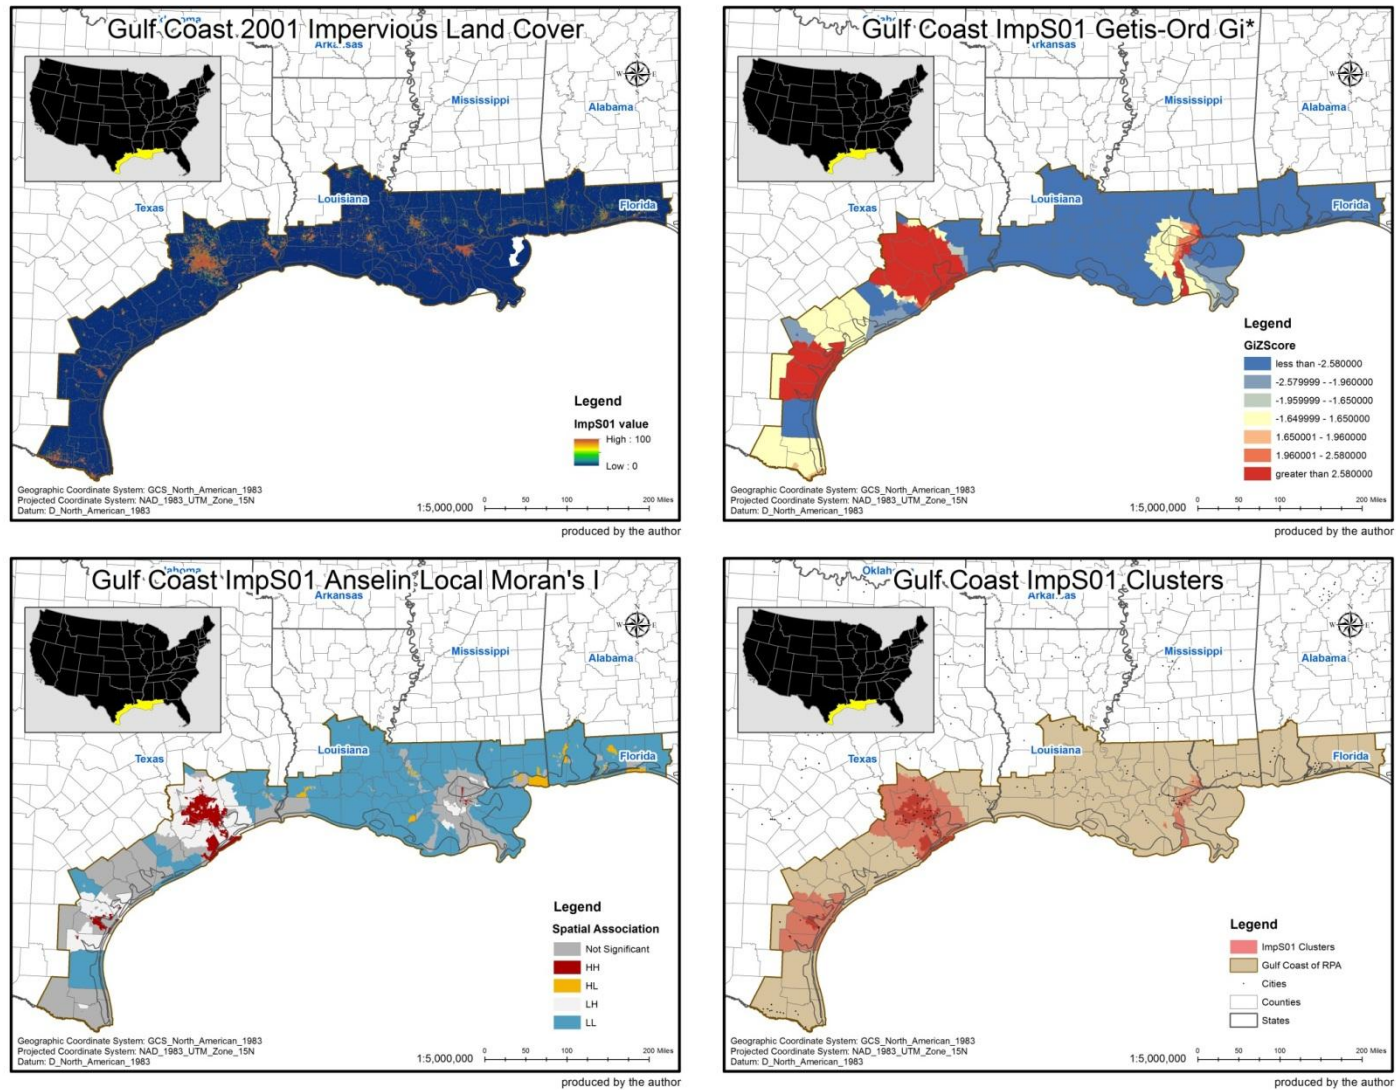 Gulf Coast 2001 Impervious Land Cover
Oklahoma
Arkansas
Mississippi
Alabama
Texas
Louisiana
Florida
N
W
E
S
Legend
ImpS01 value
High : 100
Low : 0
Geographic Coordinate System: GCS_North_American_1983
Projected Coordinate System: NAD_1983_UTM_Zone_15N
Datum: D_North_American_1983
1:5,000,000
0 50 100 200 Miles
produced by the author
Gulf Coast ImpS01 Getis-Ord Gi*
Arkansas
Mississippi
Alabama
Texas
Louisiana
Florida
N
W
E
S
Legend
GiZScore
less than -2.580000
-2.579999 - -1.960000
-1.959999 - -1.650000
-1.649999 - 1.650000
1.650001 - 1.960000
1.960001 - 2.580000
greater than 2.580000
Geographic Coordinate System: GCS_North_American_1983
Projected Coordinate System: NAD_1983_UTM_Zone_15N
Datum: D_North_American_1983
1:5,000,000
0 50 100 200 Miles
produced by the author
Gulf Coast ImpS01 Anselin Local Moran's I
Oklahoma
Arkansas
Mississippi
Alabama
Texas
Louisiana
Florida
N
W
E
S
Legend
Spatial Association
Not Significant
HH
HL
LH
LL
Geographic Coordinate System: GCS_North_American_1983
Projected Coordinate System: NAD_1983_UTM_Zone_15N
Datum: D_North_American_1983
1:5,000,000
0 50 100 200 Miles
produced by the author
Gulf Coast ImpS01 Clusters
Oklahoma
Arkansas
Mississippi
Alabama
Texas
Louisiana
Florida
N
W
E
S
Legend
ImpS01 Clusters
Gulf Coast of RPA
Cities
Counties
States
Geographic Coordinate System: GCS_North_American_1983
Projected Coordinate System: NAD_1983_UTM_Zone_15N
Datum: D_North_American_1983
1:5,000,000
0 50 100 200 Miles
produced by the author